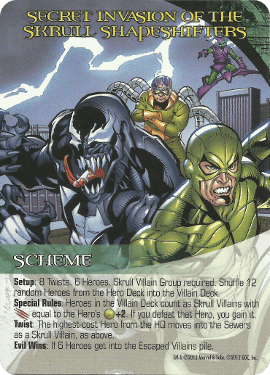 SECRET INVASION OF THE
SKRULL SHAPESHIFTERS
SCHEME
Setup: 8 Twists. 6 Heroes. Skrull Villain Group required. Shuffle 12
random Heroes from the Hero Deck into the Villain Deck.
Special Rules: Heroes in the Villain Deck count as Skrull Villains with
equal to the Hero's +2. If you defeat that Hero, you gain it.
Twist: The highest-cost Hero from the HQ moves into the Sewers
as a Skrull Villain, as above.
Evil Wins: If 6 Heroes get into the Escaped Villains pile.